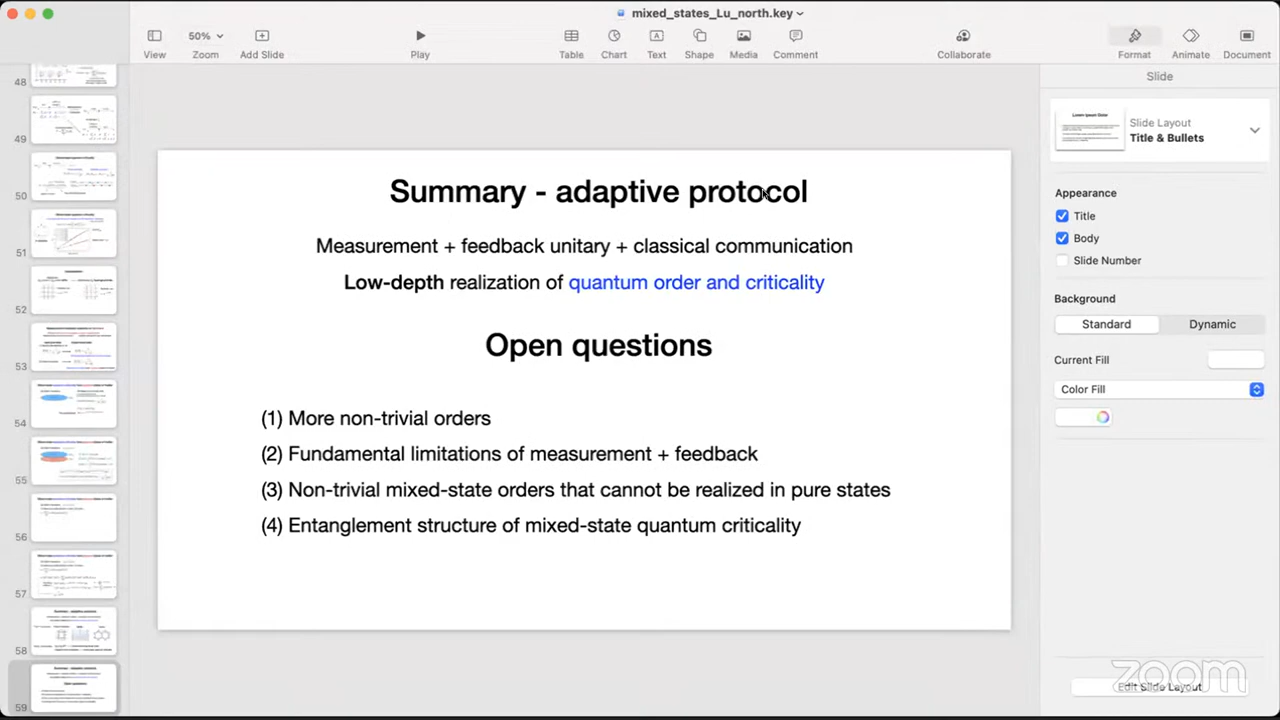 mixed_states_Lu_north.key
50%
View
Zoom
Add Slide
Play
Table
Chart
Text
Shape
Media
Comment
Collaborate
Format
Animate
Document
48
49
50
51
52
53
54
55
56
57
58
59
Summary - adaptive protocol
Measurement + feedback unitary + classical communication
Low-depth realization of quantum order and criticality
Open questions
(1) More non-trivial orders
(2) Fundamental limitations of measurement + feedback
(3) Non-trivial mixed-state orders that cannot be realized in pure states
(4) Entanglement structure of mixed-state quantum criticality
Slide
Slide Layout
Title & Bullets
Appearance
Title
Body
Slide Number
Background
Standard
Dynamic
Current Fill
Color Fill
Edit Slide Layout
zoom